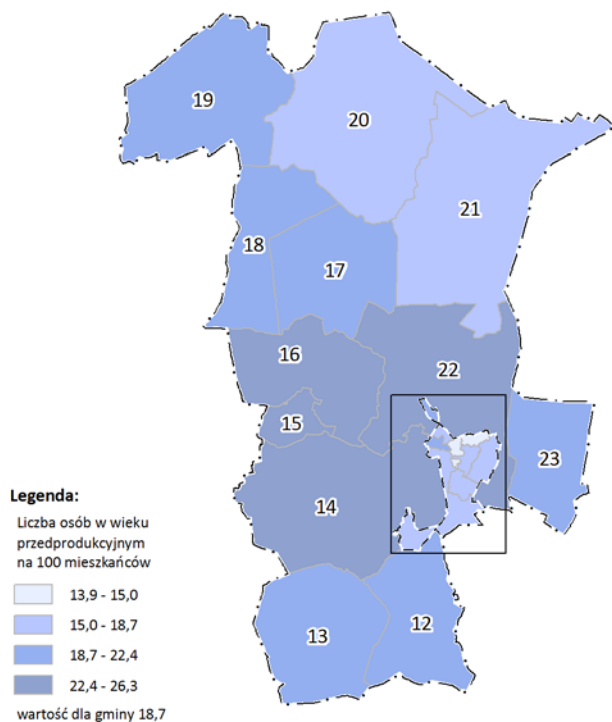 19
20
21
18
17
16
22
15
23
14
13
12
Legenda:
Liczba osób w wieku
przedprodukcyjnym
na 100 mieszkańców
13,9 - 15,0
15,0 - 18,7
18,7 - 22,4
22,4 - 26,3
wartość dla gminy 18,7